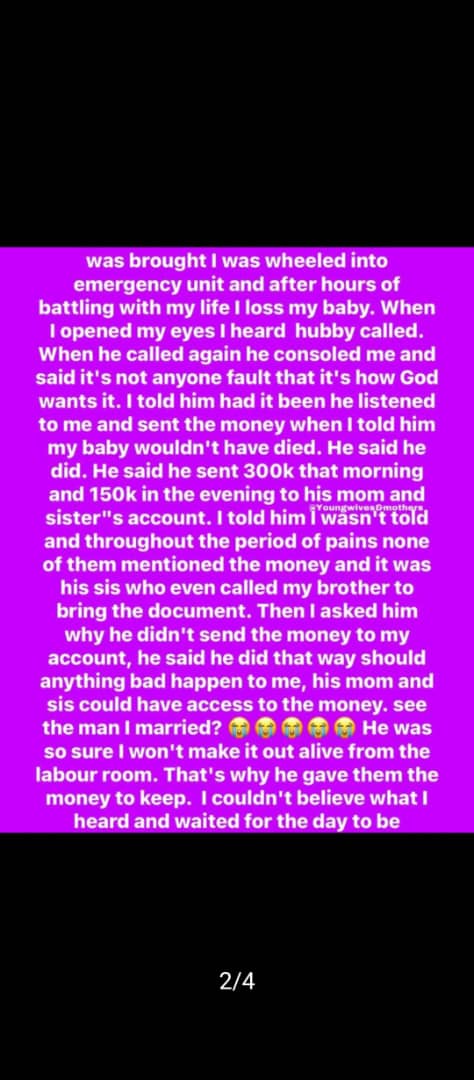 was brought I was wheeled into
emergency unit and after hours of
battling with my life I loss my baby. When
I opened my eyes I heard  hubby called.
When he called again he consoled me and
said it's not anyone fault that it's how God
wants it. I told him had it been he listened
to me and sent the money when I told him
my baby wouldn't have died. He said he
did. He said he sent 300k that morning
and 150k in the evening to his mom and
@Youngwives&mothers
sister"s account. I told him I wasn't told
and throughout the period of pains none
of them mentioned the money and it was
his sis who even called my brother to
bring the document. Then I asked him
why he didn't send the money to my
account, he said he did that way should
anything bad happen to me, his mom and
sis could have access to the money. see
the man I married? 😭😭😭😭😭 He was
so sure I won't make it out alive from the
labour room. That's why he gave them the
money to keep.  I couldn't believe what I
heard and waited for the day to be
2/4